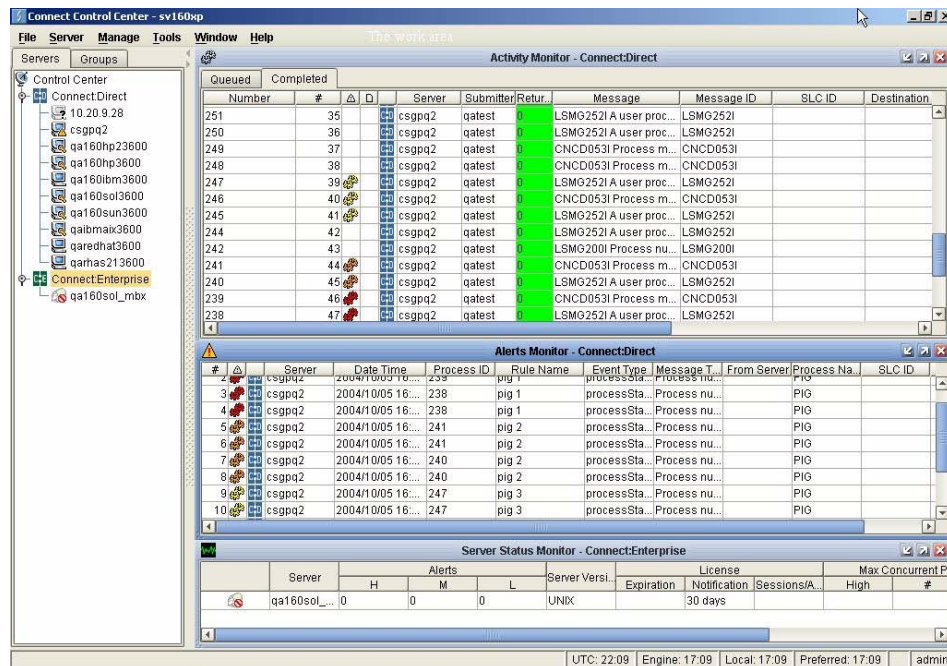 Connect Control Center - sv160xp
File Server Manage Tools Window Help
The work area
Servers Groups
Control Center
Connect:Direct
10.20.9.28
csgpq2
qa160hp23600
qa160hp3600
qa160ibm3600
qa160sol3600
qa160sun3600
qaibmaix3600
qaredhat3600
qarhas213600
Connect:Enterprise
qa160sol_mbx
Activity Monitor - Connect:Direct
Queued Completed
Number # D Server Submitter Retur... Message Message ID SLC ID Destination
251 35 C:D csgpq2 qatest 0 LSMG252I A user proc... LSMG252I
250 36 C:D csgpq2 qatest 0 LSMG252I A user proc... LSMG252I
249 37 C:D csgpq2 qatest 0 CNCD053I Process m... CNCD053I
248 38 C:D csgpq2 qatest 0 CNCD053I Process m... CNCD053I
247 39 C:D csgpq2 qatest 0 LSMG252I A user proc... LSMG252I
246 40 C:D csgpq2 qatest 0 CNCD053I Process m... CNCD053I
245 41 C:D csgpq2 qatest 0 LSMG252I A user proc... LSMG252I
244 42 C:D csgpq2 qatest 0 LSMG252I A user proc... LSMG252I
242 43 C:D csgpq2 qatest 0 LSMG200I Process nu... LSMG200I
241 44 C:D csgpq2 qatest 0 CNCD053I Process m... CNCD053I
240 45 C:D csgpq2 qatest 0 LSMG252I A user proc... LSMG252I
239 46 C:D csgpq2 qatest 0 CNCD053I Process m... CNCD053I
238 47 C:D csgpq2 qatest 0 LSMG252I A user proc... LSMG252I
Alerts Monitor - Connect:Direct
# Server Date Time Process ID Rule Name Event Type Message T... From Server Process Na... SLC ID
2 C:D csgpq2 2004/10/05 16:... 239 pig 1 processSta... Process nu... PIG
3 C:D csgpq2 2004/10/05 16:... 238 pig 1 processSta... Process nu... PIG
4 C:D csgpq2 2004/10/05 16:... 238 pig 1 processSta... Process nu... PIG
5 C:D csgpq2 2004/10/05 16:... 241 pig 2 processSta... Process nu... PIG
6 C:D csgpq2 2004/10/05 16:... 241 pig 2 processSta... Process nu... PIG
7 C:D csgpq2 2004/10/05 16:... 240 pig 2 processSta... Process nu... PIG
8 C:D csgpq2 2004/10/05 16:... 240 pig 2 processSta... Process nu... PIG
9 C:D csgpq2 2004/10/05 16:... 247 pig 3 processSta... Process nu... PIG
10 C:D csgpq2 2004/10/05 16:... 247 pig 3 processSta... Process nu... PIG
Server Status Monitor - Connect:Enterprise
Server Alerts Server Versi... License Max Concurrent P
H M L Expiration Notification Sessions/A... High #
qa160sol_... 0 0 0 UNIX 30 days
UTC: 22:09 Engine: 17:09 Local: 17:09 Preferred: 17:09 admin